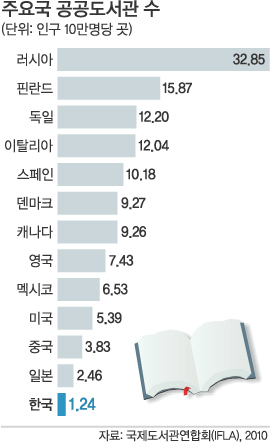 주요국 공공도서관 수
(단위: 인구 10만명당 곳)
러시아 32.85
핀란드 15.87
독일 12.20
이탈리아 12.04
스페인 10.18
덴마크 9.27
캐나다 9.26
영국 7.43
멕시코 6.53
미국 5.39
중국 3.83
일본 2.46
한국 1.24
자료: 국제도서관연합회(IFLA), 2010